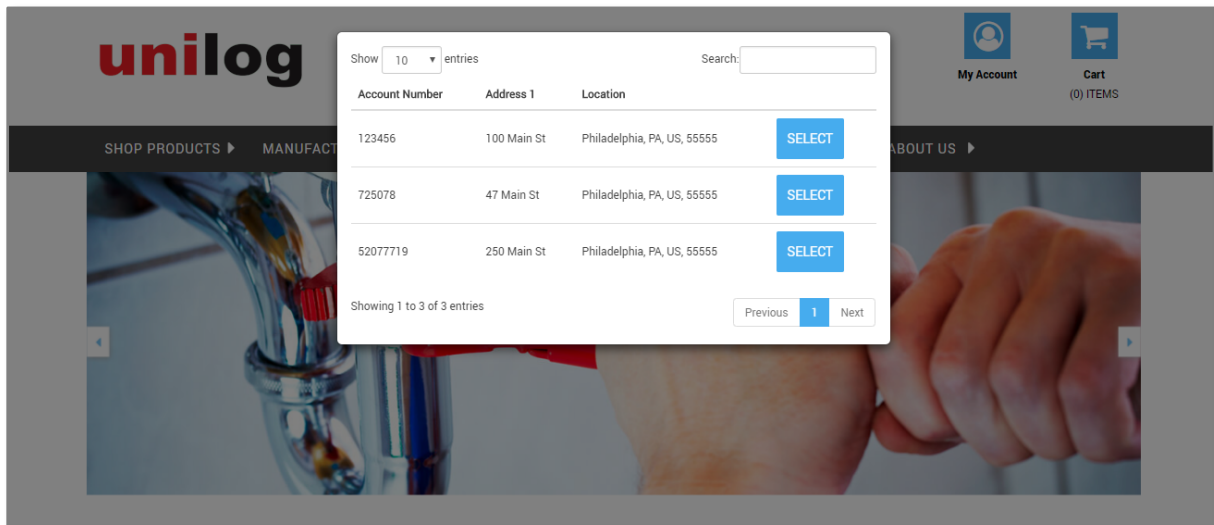 unilog
My Account
Cart
(0) ITEMS
SHOP PRODUCTS
MANUFACT
ABOUT US
Show 10 entries
Search:
Account Number Address 1 Location
123456 100 Main St Philadelphia, PA, US, 55555 SELECT
725078 47 Main St Philadelphia, PA, US, 55555 SELECT
52077719 250 Main St Philadelphia, PA, US, 55555 SELECT
Showing 1 to 3 of 3 entries
Previous 1 Next